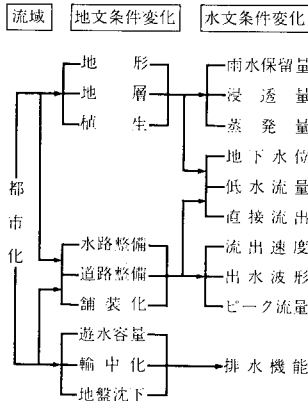 流域 地文条件変化 水文条件変化
地形 雨水保留量
地層 浸透量
植生 蒸発量
地下水位
低水流量
直接流出
都市化
水路整備 流出速度
道路整備 出水波形
舗装化 ピーク流量
遊水容量
輪中化 排水機能
地盤沈下